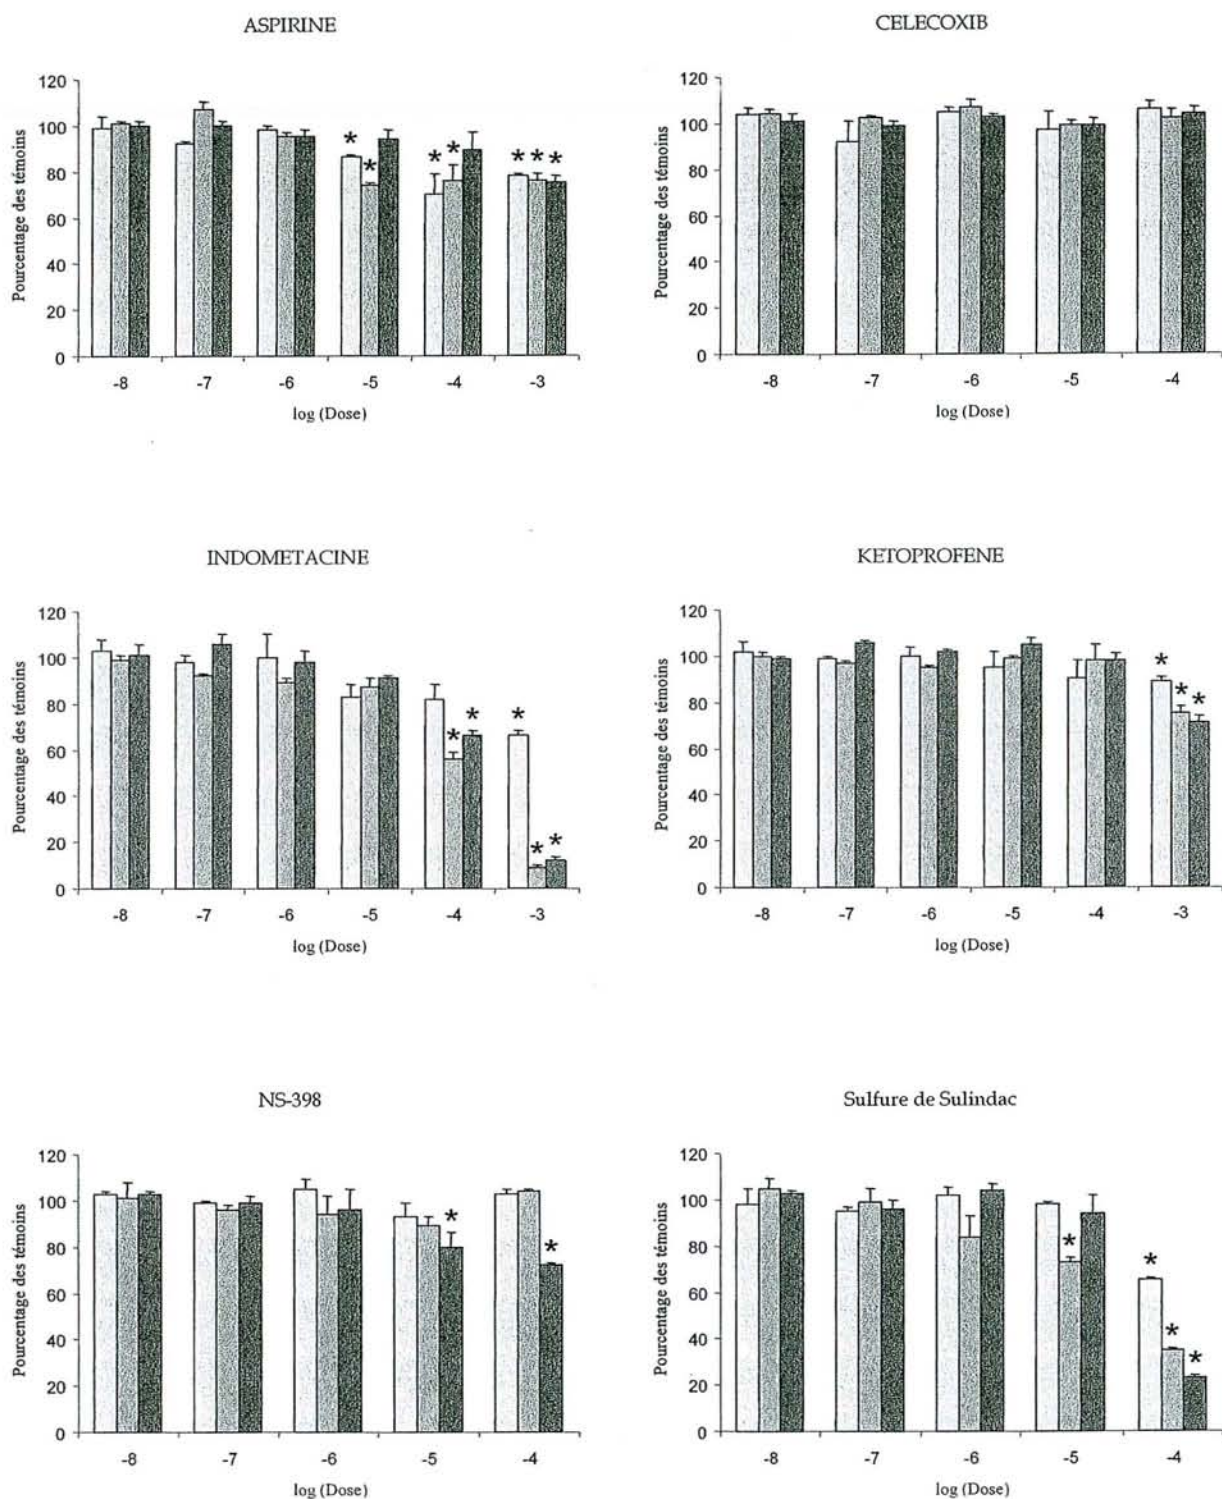 ASPIRINE
Pourcentage des témoins
120
100
80
60
40
20
0
* * * * * * *
-8 -7 -6 -5 -4 -3
log (Dose)
CELECOXIB
Pourcentage des témoins
120
100
80
60
40
20
0
-8 -7 -6 -5 -4
log (Dose)
INDOMETACINE
Pourcentage des témoins
120
100
80
60
40
20
0
* * * * *
-8 -7 -6 -5 -4 -3
log (Dose)
KETOPROFENE
Pourcentage des témoins
120
100
80
60
40
20
0
* * *
-8 -7 -6 -5 -4 -3
log (Dose)
NS-398
Pourcentage des témoins
120
100
80
60
40
20
0
* *
-8 -7 -6 -5 -4
log (Dose)
Sulfure de Sulindac
Pourcentage des témoins
120
100
80
60
40
20
0
* * * *
-8 -7 -6 -5 -4
log (Dose)